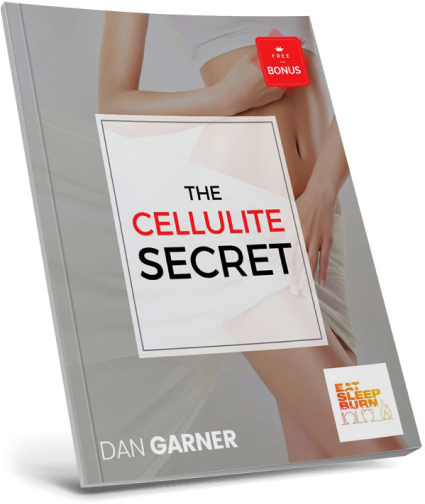 FREE
BONUS
THE
CELLULITE
SECRET
EAT
SLEEP
BURN
DAN GARNER